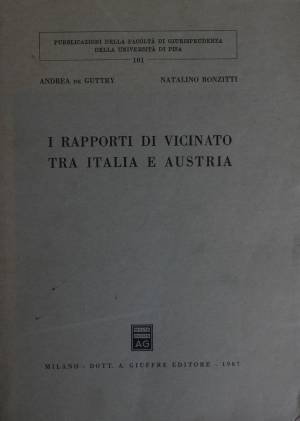 PUBBLICAZIONI DELLA FACOLTÀ DI GIURISPRUDENZA
DELLA UNIVERSITÀ DI PISA
101
ANDREA DE GUTTRY NATALINO RONZITTI
I RAPPORTI DI VICINATO
TRA ITALIA E AUSTRIA
AG
MILANO - DOTT. A. GIUFFRÈ EDITORE - 1987